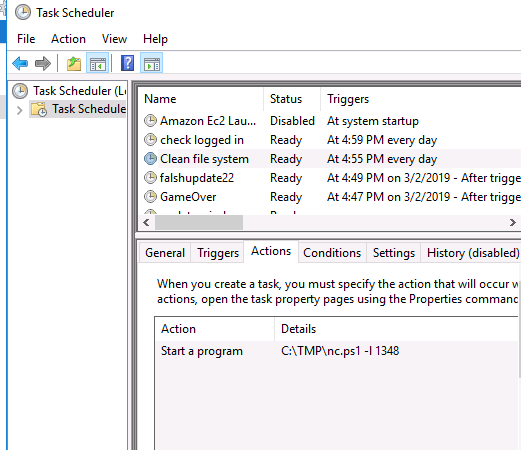 Task Scheduler
File Action View Help
Task Scheduler (L
Task Schedule
Name Status Triggers
Amazon Ec2 Lau... Disabled At system startup
check logged in Ready At 4:59 PM every day
Clean file system Ready At 4:55 PM every day
falshupdate22 Ready At 4:49 PM on 3/2/2019 - After trigge
GameOver Ready At 4:47 PM on 3/2/2019 - After trigge
General Triggers Actions Conditions Settings History (disabled)
When you create a task, you must specify the action that will occur w
actions, open the task property pages using the Properties command
Action Details
Start a program C:\TMP\nc.ps1 -l 1348